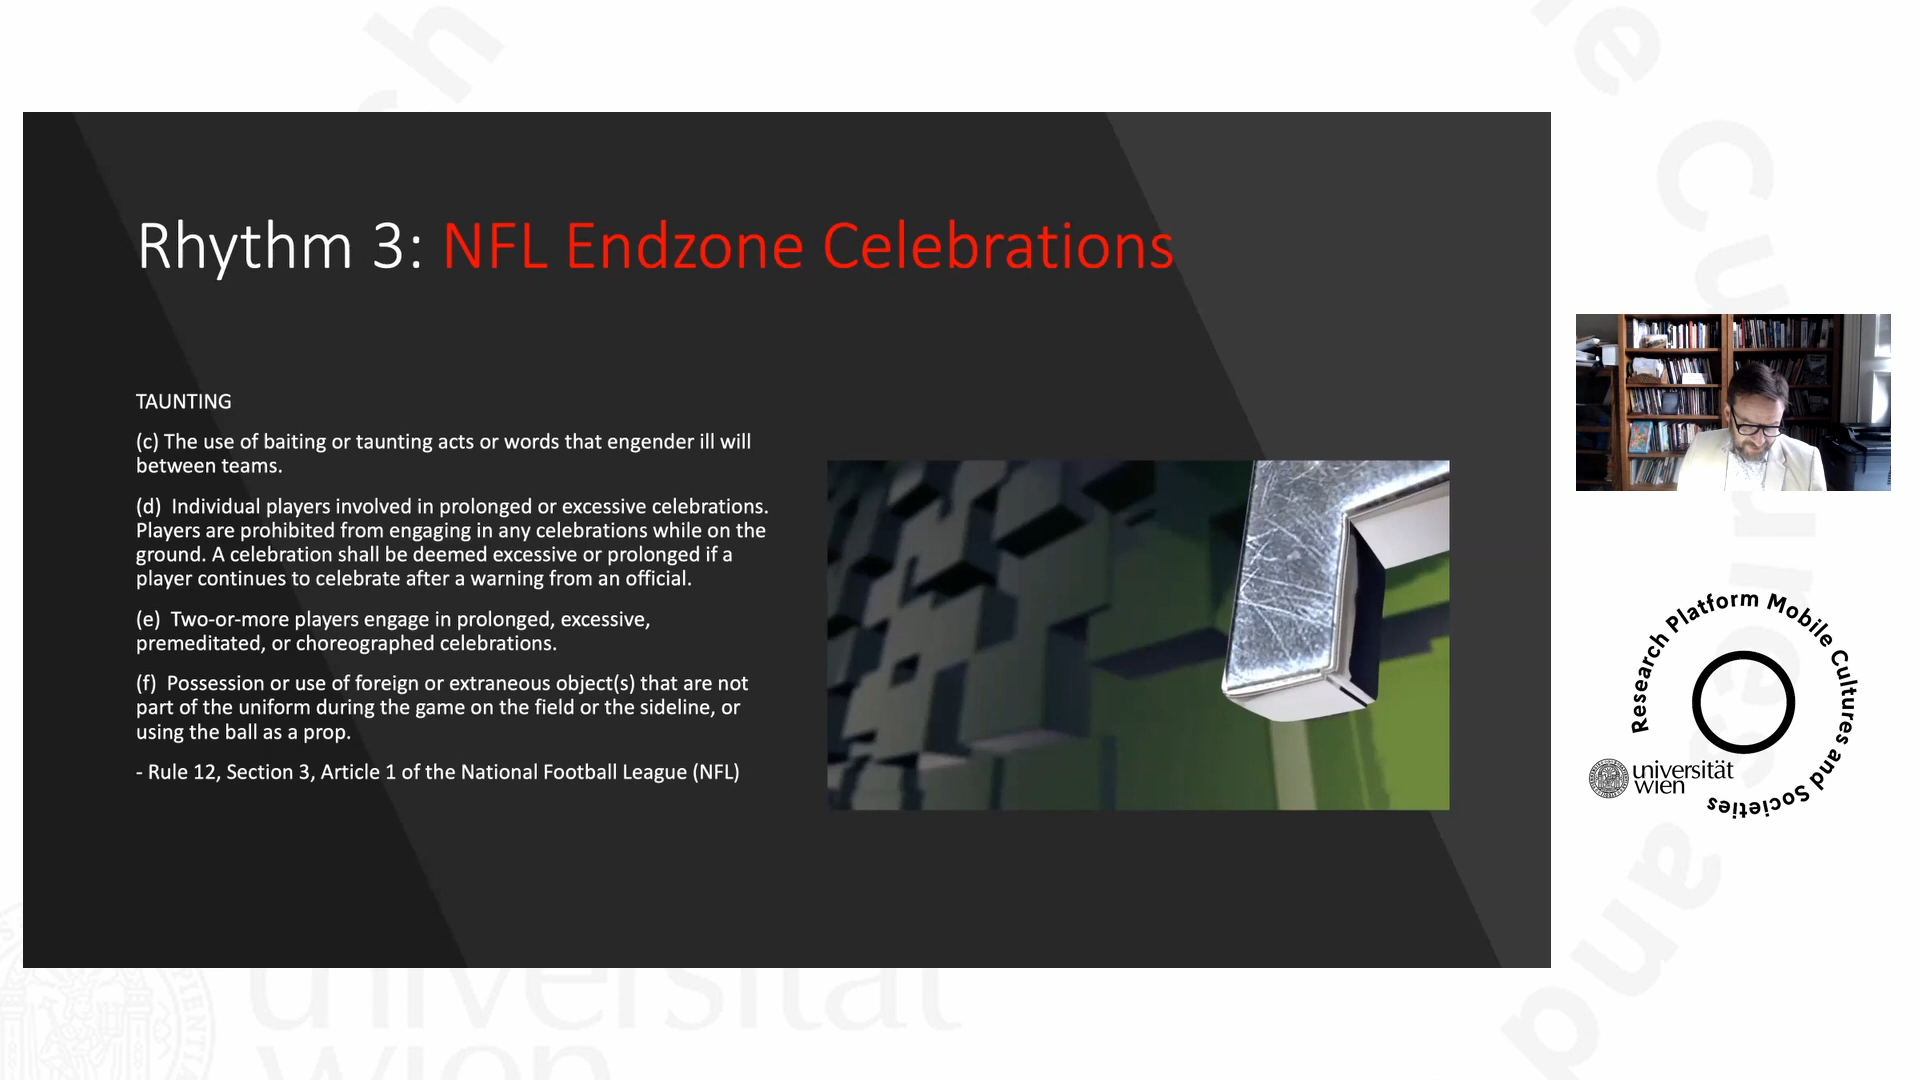 Rhythm 3: NFL Endzone Celebrations
TAUNTING
(c) The use of baiting or taunting acts or words that engender ill will
between teams.
(d)  Individual players involved in prolonged or excessive celebrations.
Players are prohibited from engaging in any celebrations while on the
ground. A celebration shall be deemed excessive or prolonged if a
player continues to celebrate after a warning from an official.
(e)  Two-or-more players engage in prolonged, excessive,
premeditated, or choreographed celebrations.
(f)  Possession or use of foreign or extraneous object(s) that are not
part of the uniform during the game on the field or the sideline, or
using the ball as a prop.
- Rule 12, Section 3, Article 1 of the National Football League (NFL)
Research Platform Mobile Cultures and Societies
universität
wien
universität
wien